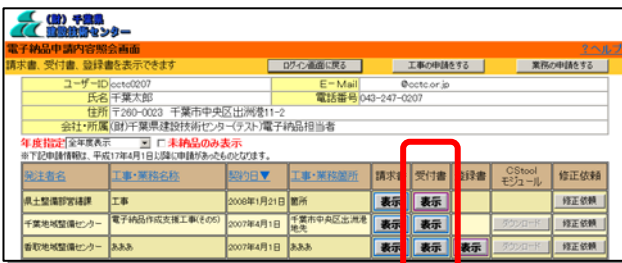 (財) 千葉県
建設技術センター
電子納品申請内容照会画面 ?ヘルプ
請求書、受付書、登録書を表示できます ログイン画面に戻る 工事の申請をする 業務の申請をする
ユーザーID cctc0207 E-Mail @cctc.or.jp
氏名 千葉太郎 電話番号 043-247-0207
住所 〒260-0023 千葉市中央区出洲港11-2
会社・所属 (財)千葉県建設技術センター(テスト)電子納品担当者
年度指定 全年度表示 □ 未納品のみ表示
※下記申請情報は、平成17年4月1日以降に申請があったものとなります。
発注者名 工事・業務名称 契約日▼ 工事・業務箇所 請求書 受付書 登録書 CStoolモジュール 修正依頼
県土整備部営繕課 工事 2008年1月21日 箇所 表示 表示 修正依頼
千葉地域整備センター 電子納品作成支援工事(その5) 2007年4月1日 千葉市中央区出洲港地先 表示 表示 ダウンロード 修正依頼
香取地域整備センター あああ 2007年4月1日 あああ 表示 表示 表示 ダウンロード 修正依頼